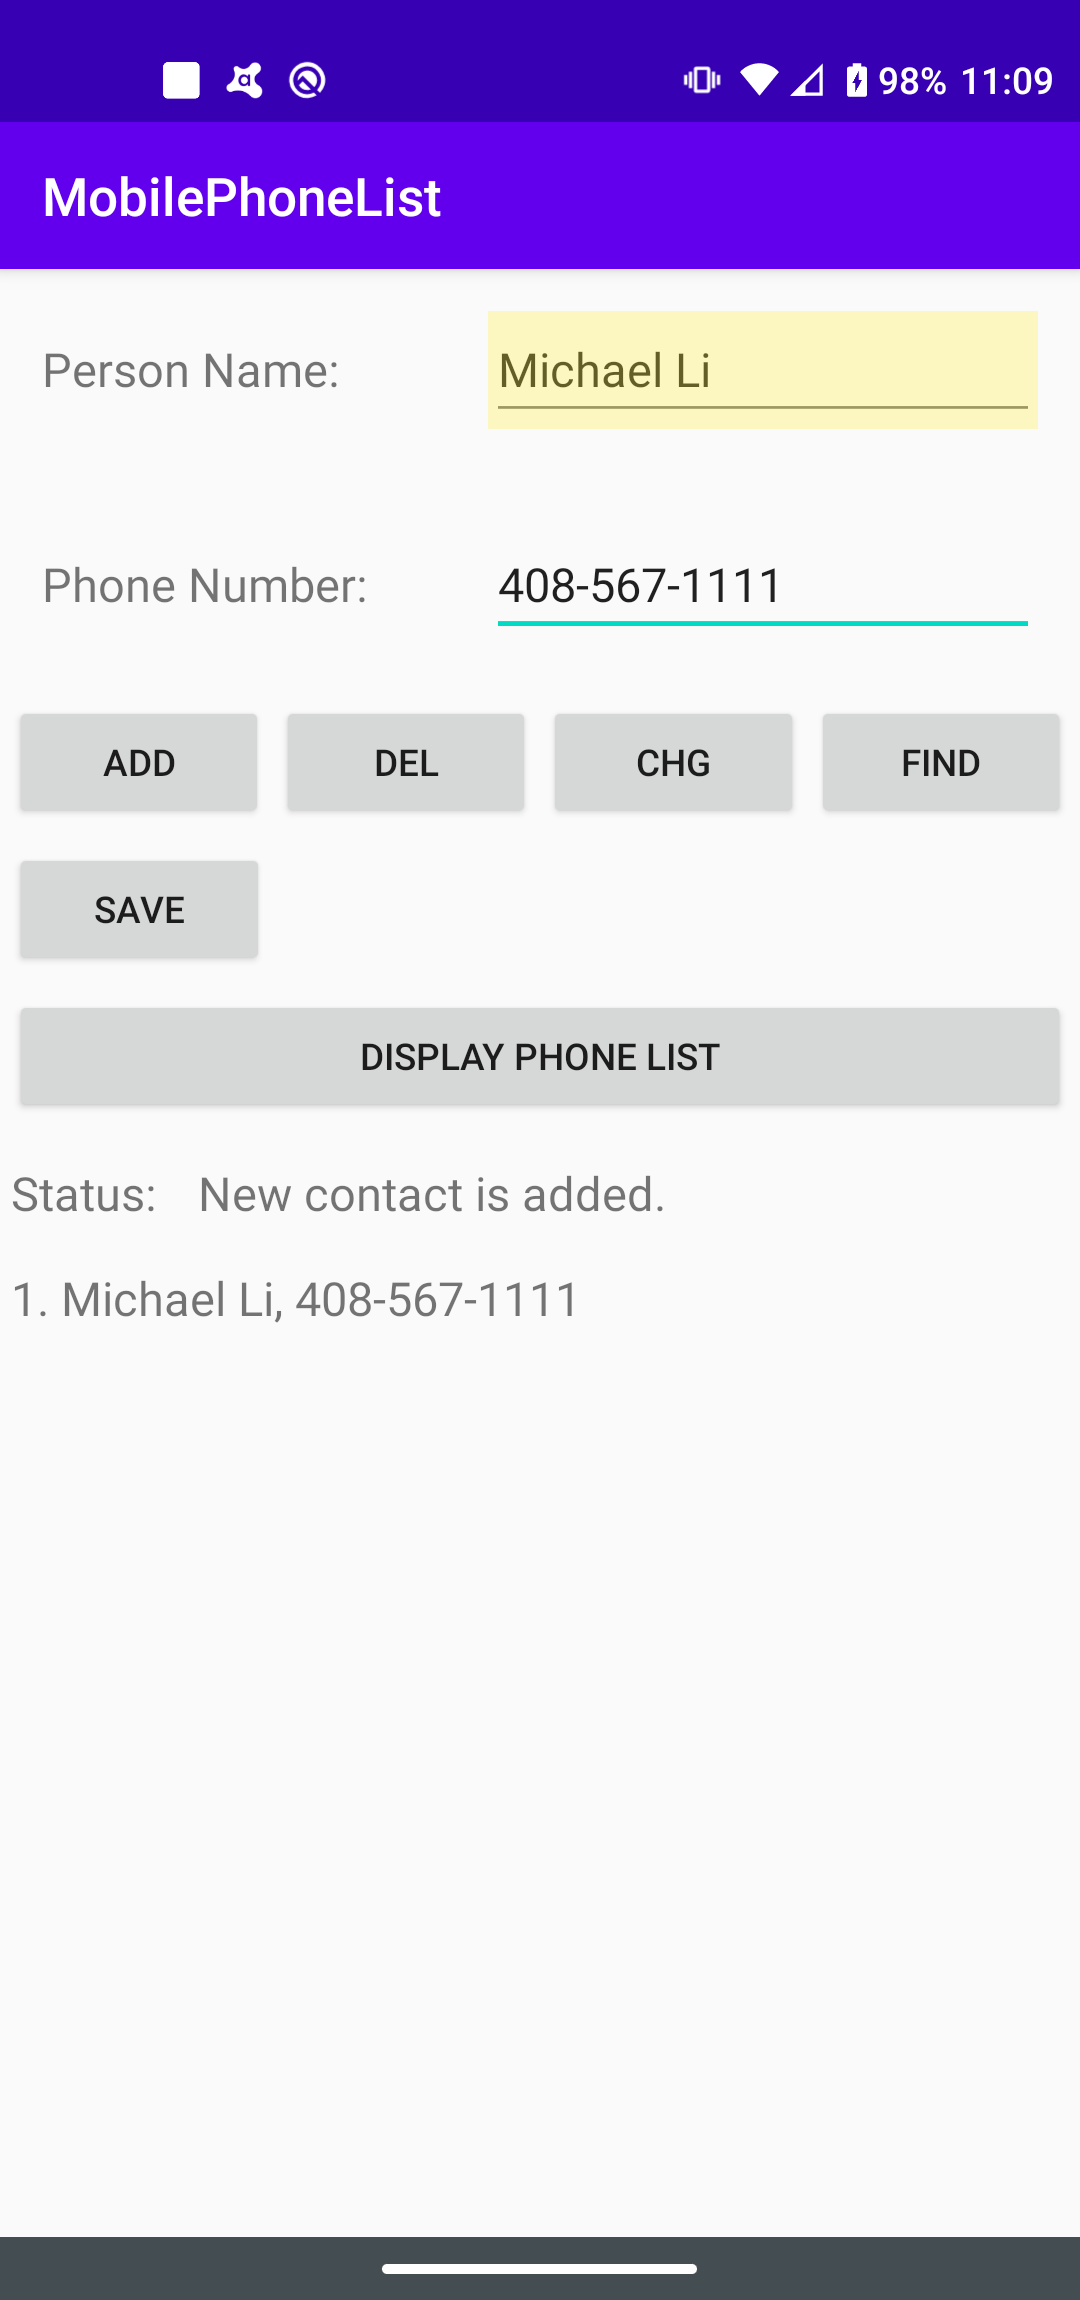 98% 11:09
MobilePhoneList
Person Name: Michael Li
Phone Number: 408-567-1111
ADD DEL CHG FIND
SAVE
DISPLAY PHONE LIST
Status: New contact is added.
1. Michael Li, 408-567-1111